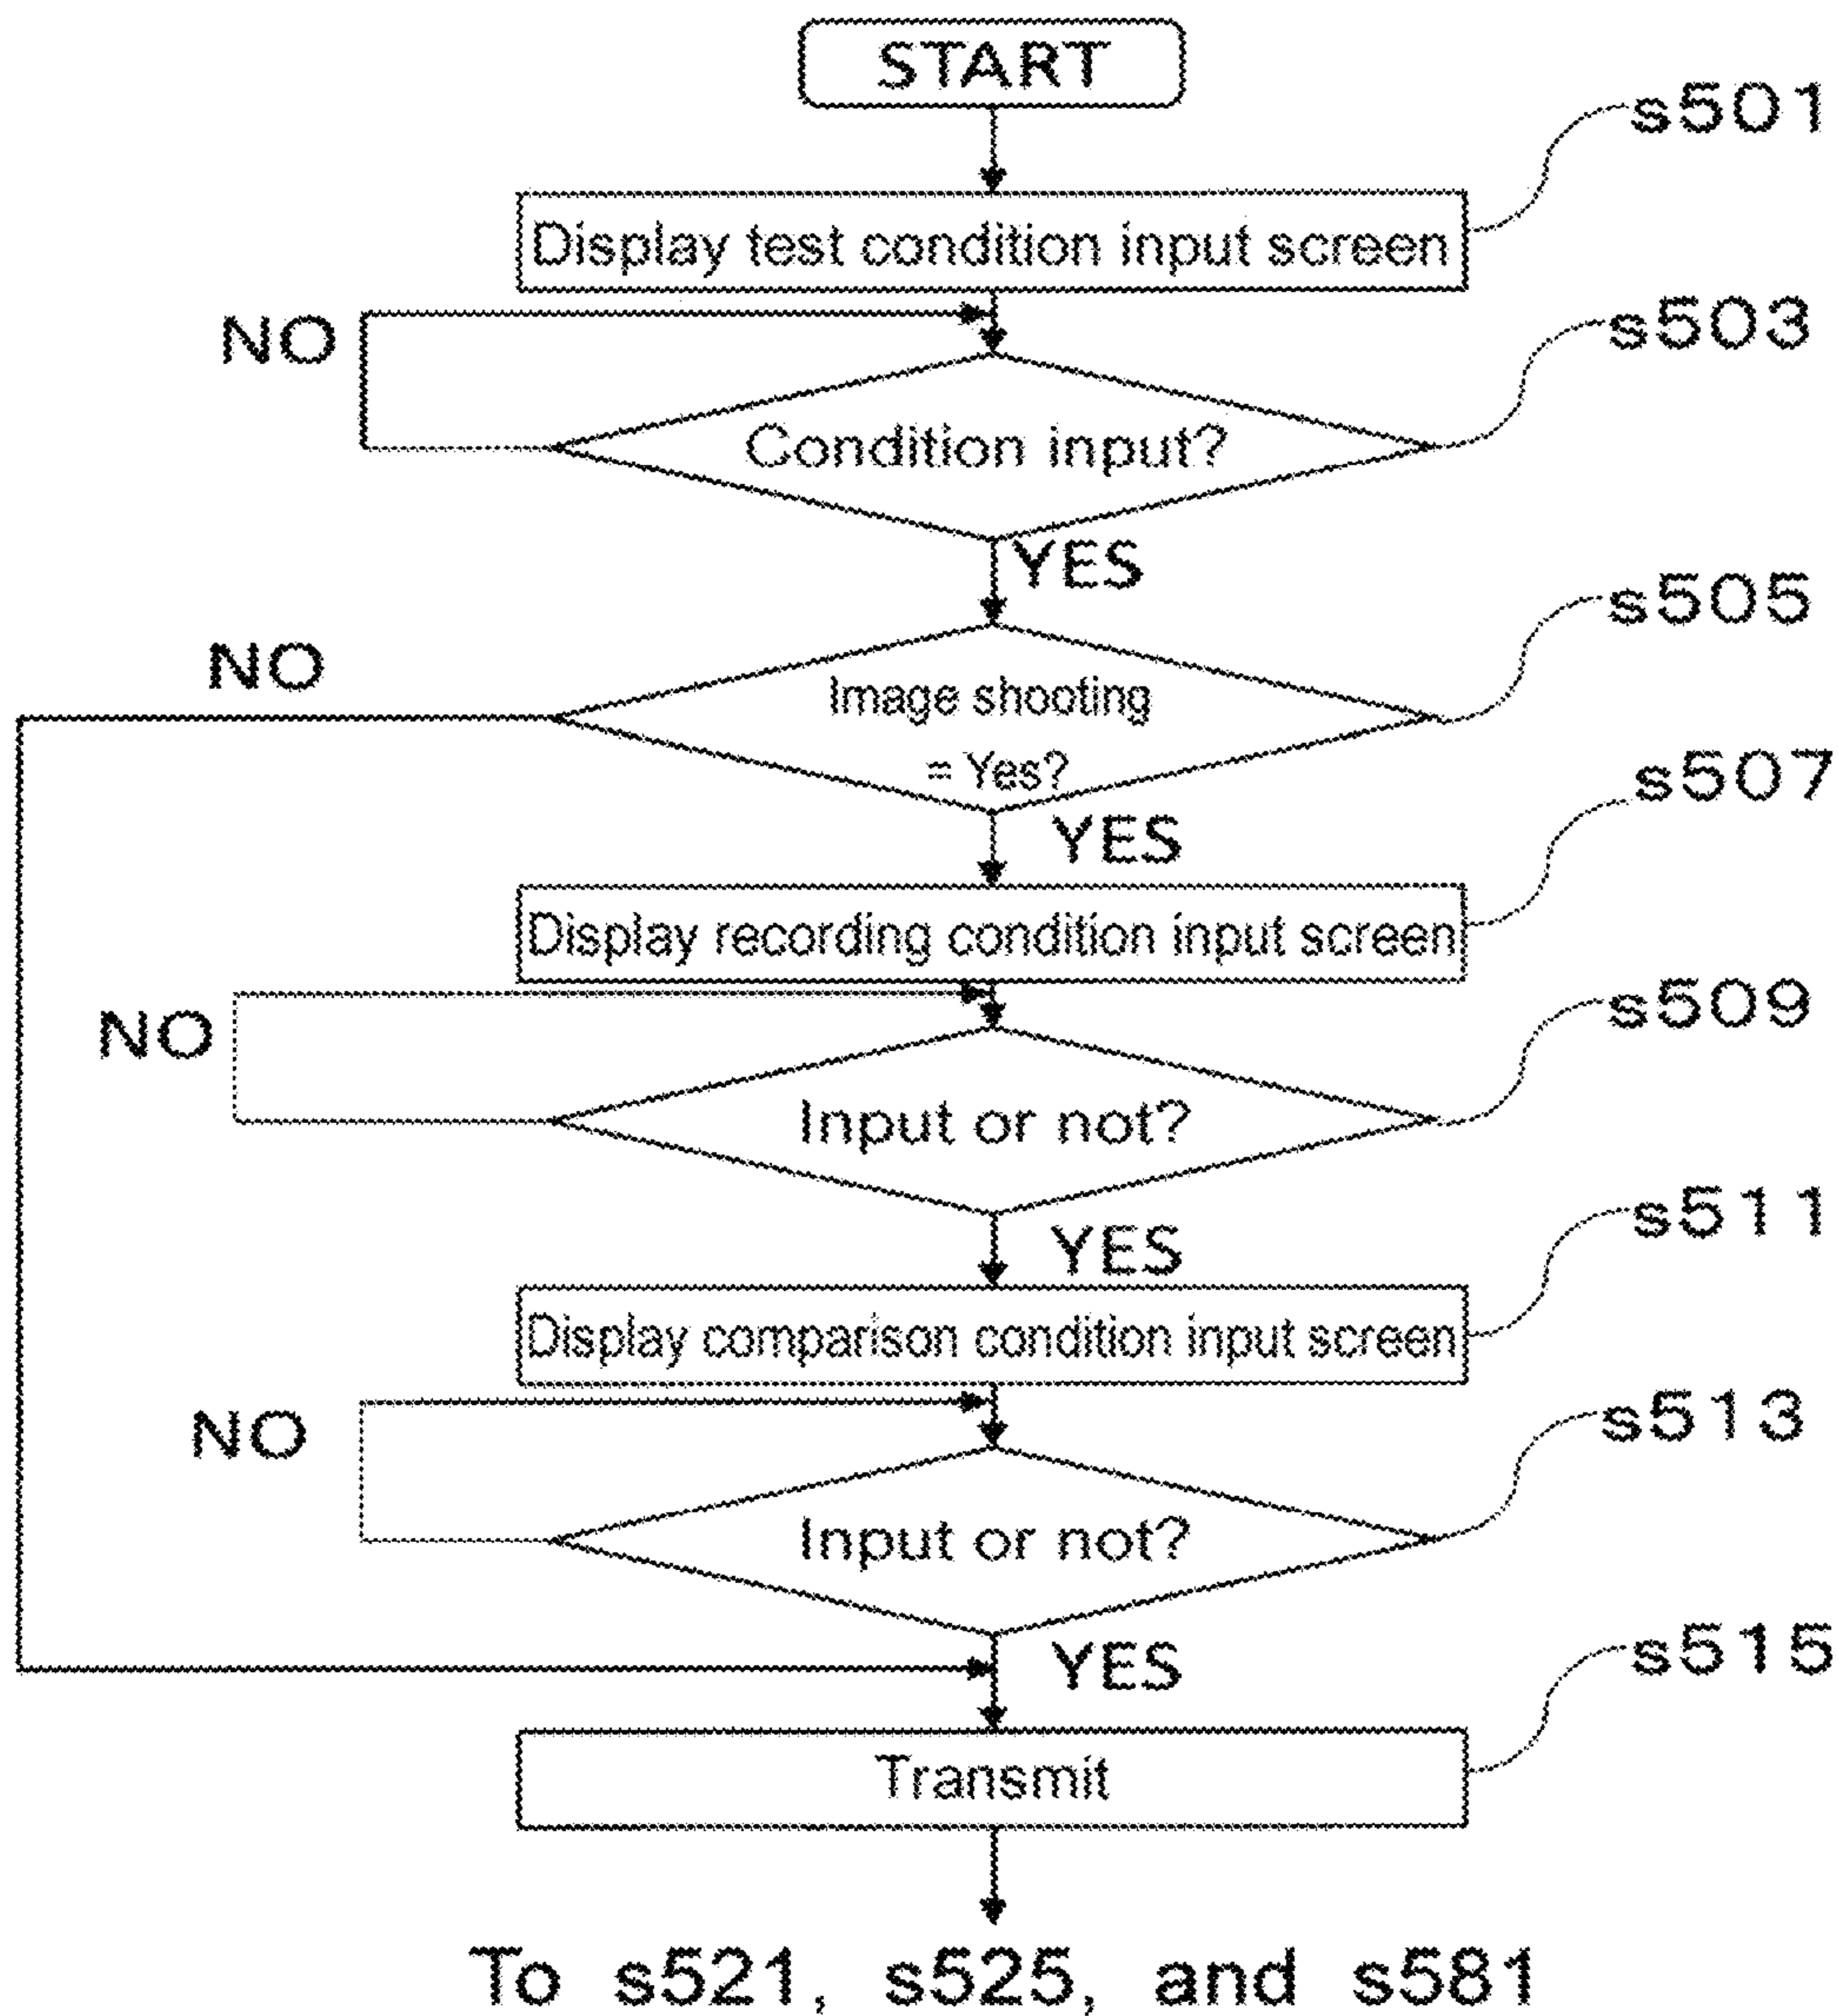 START
s501
Display test condition input screen
NO
s503
Condition input?
YES
s505
NO
Image shooting
= Yes?
s507
YES
Display recording condition input screen
NO
s509
Input or not?
s511
YES
Display comparison condition input screen
NO
s513
Input or not?
YES
s515
Transmit
To s521, s525, and s581